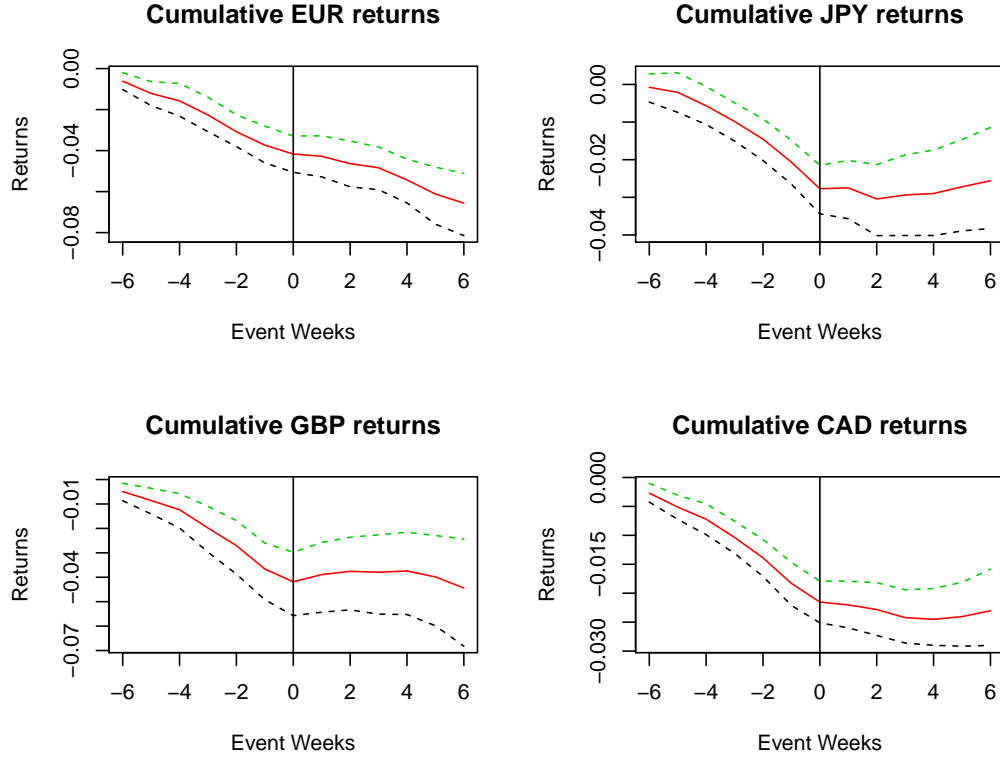 Cumulative EUR returns
Returns
0.00
−0.04
−0.08
−6 −4 −2 0 2 4 6
Event Weeks
Cumulative JPY returns
Returns
0.00
−0.02
−0.04
−6 −4 −2 0 2 4 6
Event Weeks
Cumulative GBP returns
Returns
−0.01
−0.04
−0.07
−6 −4 −2 0 2 4 6
Event Weeks
Cumulative CAD returns
Returns
0.000
−0.015
−0.030
−6 −4 −2 0 2 4 6
Event Weeks